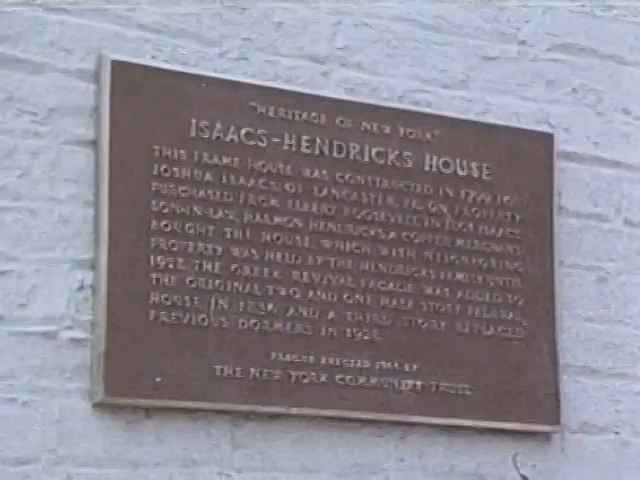 "HERITAGE OF NEW YORK"
ISAACS-HENDRICKS HOUSE
THIS FRAME HOUSE WAS CONSTRUCTED IN 1799 FOR
JOSHUA ISAACS OF LANCASTER, PA. ON PROPERTY
PURCHASED FROM ELBERT ROOSEVELT. IN 1801 ISAACS'
SON-IN-LAW, HARMON HENDRICKS, A COPPER MERCHANT,
BOUGHT THE HOUSE, WHICH WITH NEIGHBORING
PROPERTY WAS HELD BY THE HENDRICKS FAMILY UNTIL
THE GREEK REVIVAL FACADE WAS ADDED TO
THE ORIGINAL TWO AND ONE HALF STORY FEDERAL
HOUSE IN 1836 AND A THIRD STORY REPLACED
PREVIOUS DORMERS IN 1928.
PLAQUE ERECTED BY
THE NEW YORK COMMUNITY TRUST